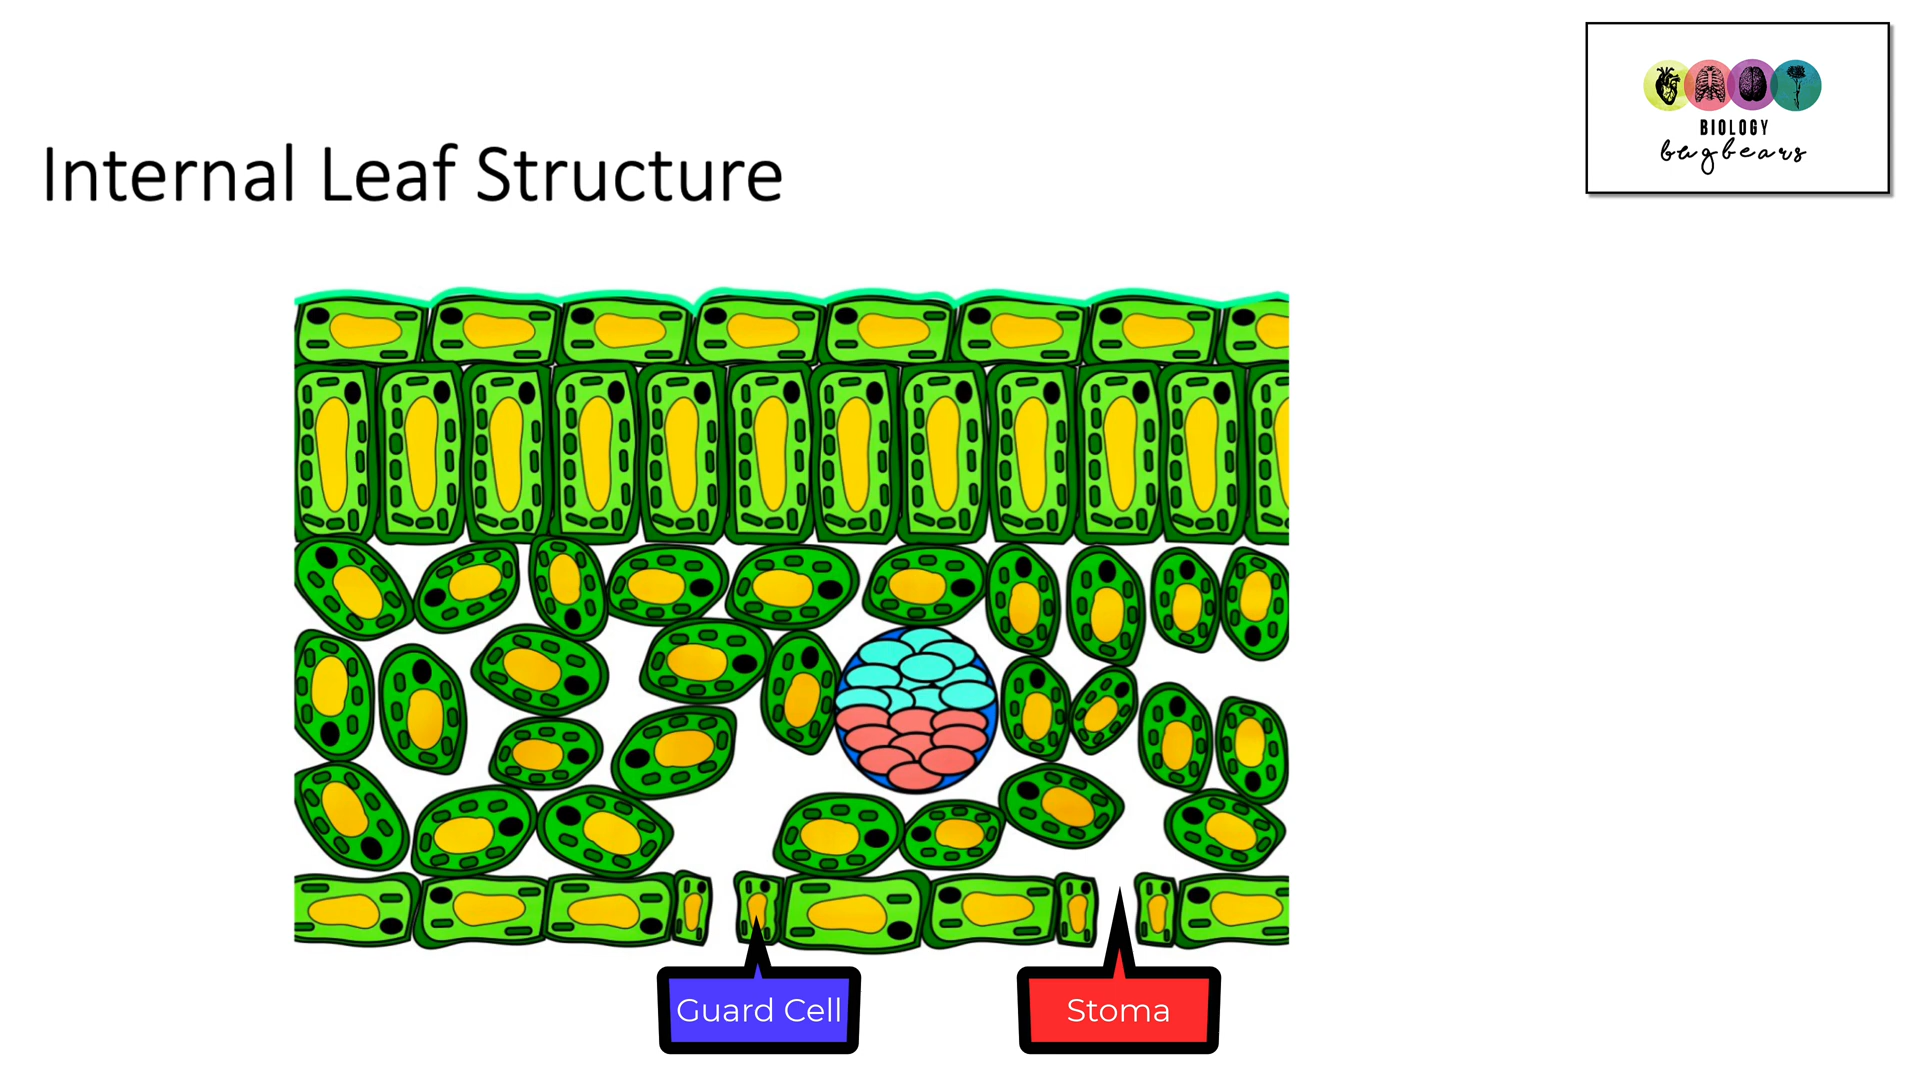 BIOLOGY
bugbears
Internal Leaf Structure
Guard Cell
Stoma